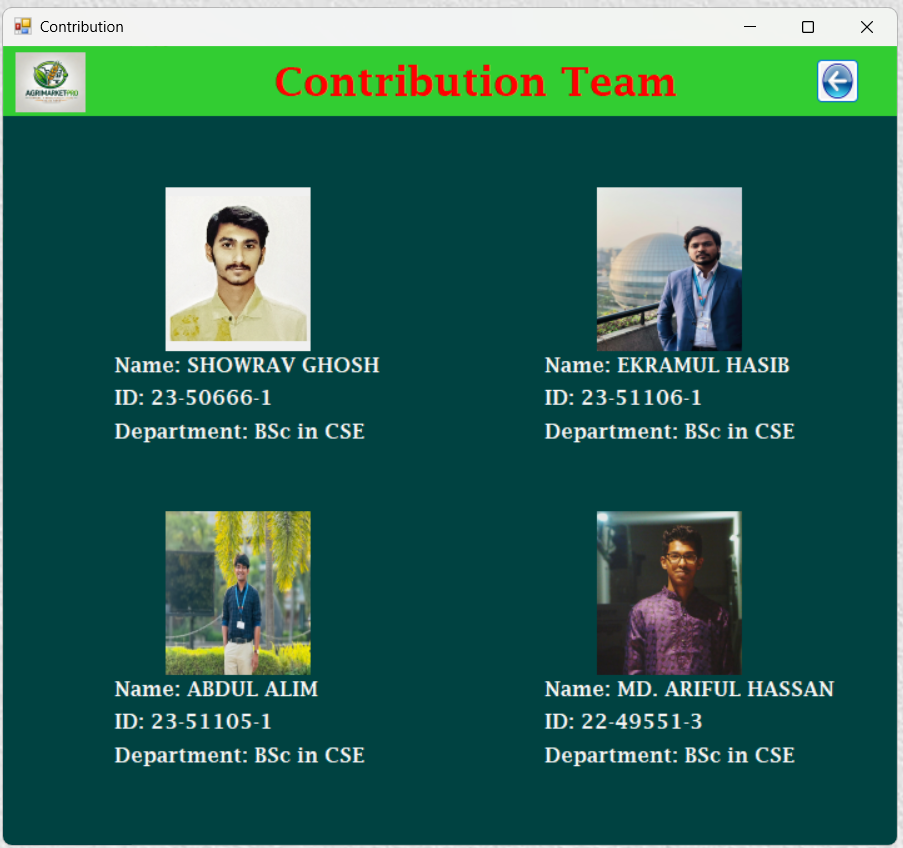 Contribution
AGRIMARKETPRO
Contribution Team
Name: SHOWRAV GHOSH
ID: 23-50666-1
Department: BSc in CSE
Name: EKRAMUL HASIB
ID: 23-51106-1
Department: BSc in CSE
Name: ABDUL ALIM
ID: 23-51105-1
Department: BSc in CSE
Name: MD. ARIFUL HASSAN
ID: 22-49551-3
Department: BSc in CSE